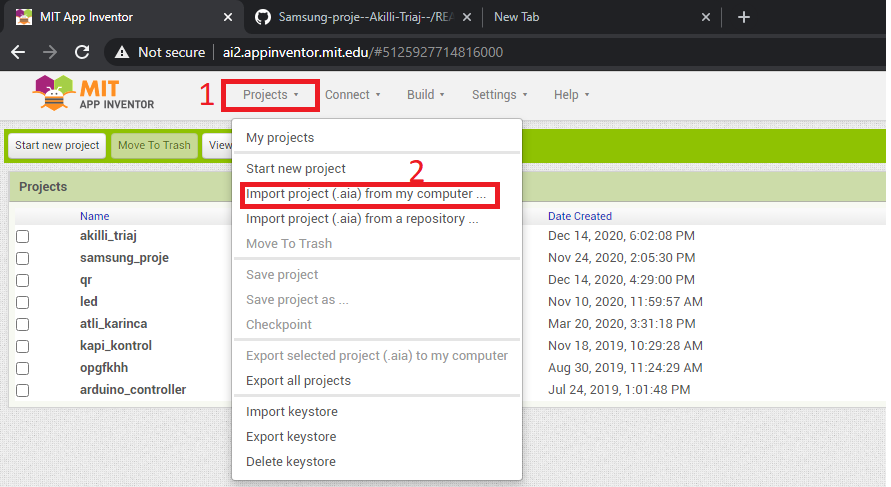 MIT App Inventor
Samsung-proje--Akilli-Triaj--/REA
New Tab
Not secure
ai2.appinventor.mit.edu/#5125927714816000
MIT
APP INVENTOR
1
Projects
Connect
Build
Settings
Help
My projects
Start new project
Move To Trash
View
Start new project
2
Import project (.aia) from my computer ...
Import project (.aia) from a repository ...
Move To Trash
Save project
Save project as ...
Checkpoint
Export selected project (.aia) to my computer
Export all projects
Import keystore
Export keystore
Delete keystore
Projects
Name
Date Created
akilli_triaj
Dec 14, 2020, 6:02:08 PM
samsung_proje
Nov 24, 2020, 2:05:30 PM
qr
Dec 14, 2020, 4:29:00 PM
led
Nov 10, 2020, 11:59:57 AM
atli_karinca
Mar 20, 2020, 3:31:18 PM
kapi_kontrol
Nov 18, 2019, 10:29:28 AM
opgfkhh
Aug 30, 2019, 11:24:29 AM
arduino_controller
Jul 24, 2019, 1:01:48 PM